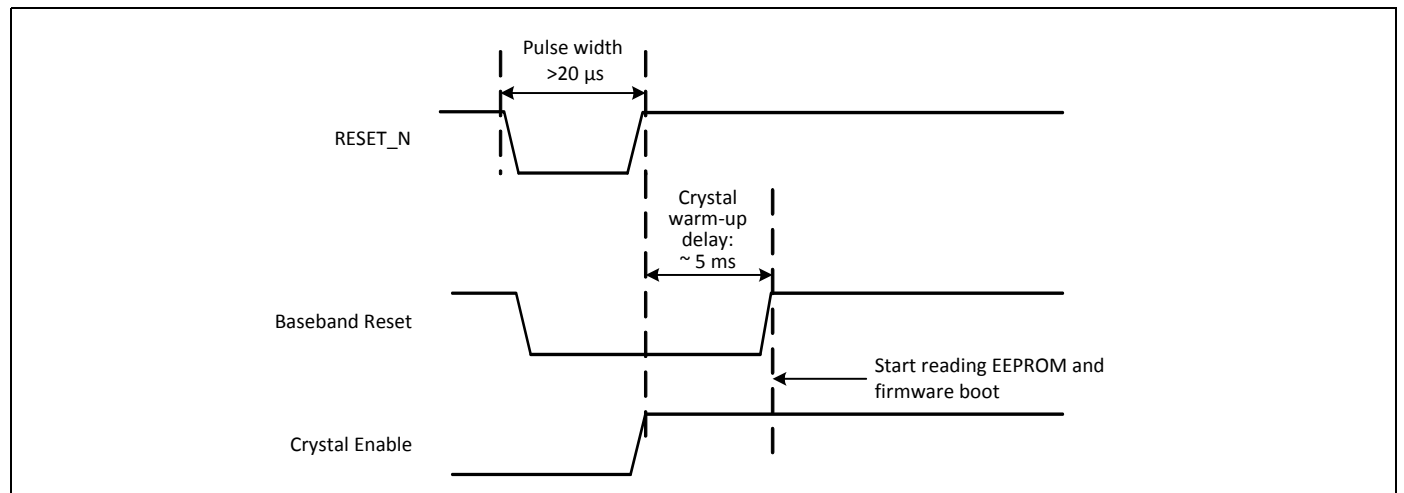 Pulse width
>20 µs
RESET_N
Crystal
warm-up
delay:
~ 5 ms
Baseband Reset
Start reading EEPROM and
firmware boot
Crystal Enable